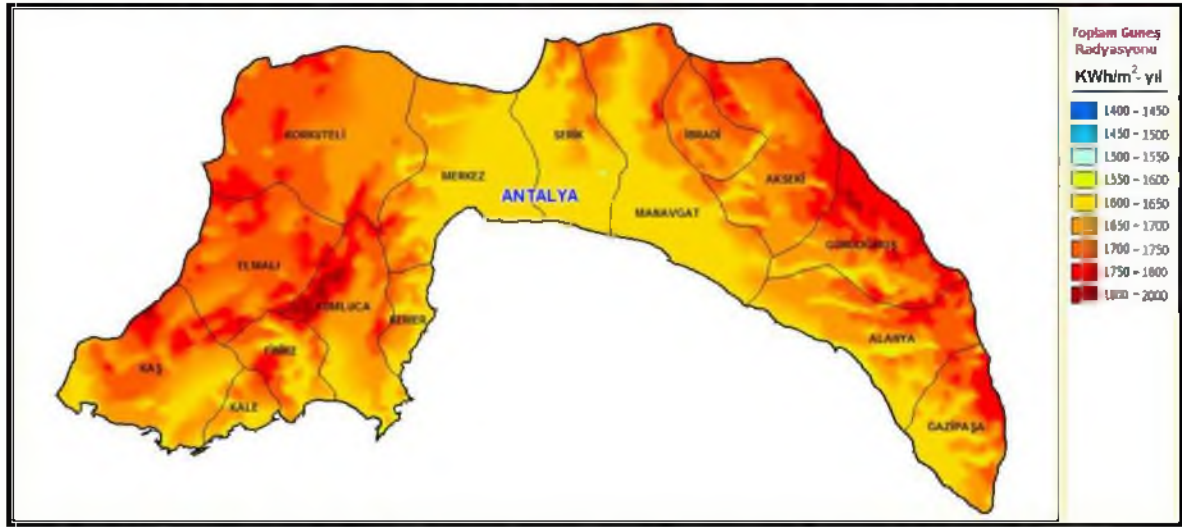 Toplam Güneş
Radyasyonu
KWh/m²- yıl
1400 - 1450
1450 - 1500
1500 - 1550
1550 - 1600
1600 - 1650
1650 - 1700
1700 - 1750
1750 - 1800
1800 - 2000
KORKUTELİ
MERKEZ
SERİK
İBRADİ
AKSEKİ
ANTALYA
MANAVGAT
GÜNDOĞMUŞ
ELMALI
KUMLUCA
KEMER
ALANYA
FİNİKE
KAŞ
KALE
GAZİPAŞA